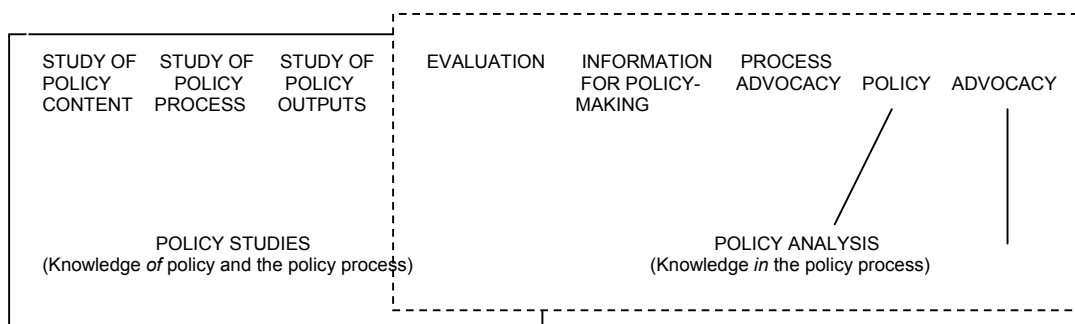 STUDY OF POLICY CONTENT
STUDY OF POLICY PROCESS
STUDY OF POLICY OUTPUTS
EVALUATION
INFORMATION FOR POLICY- MAKING
PROCESS ADVOCACY
POLICY ADVOCACY
POLICY STUDIES
(Knowledge of policy and the policy process)
POLICY ANALYSIS
(Knowledge in the policy process)